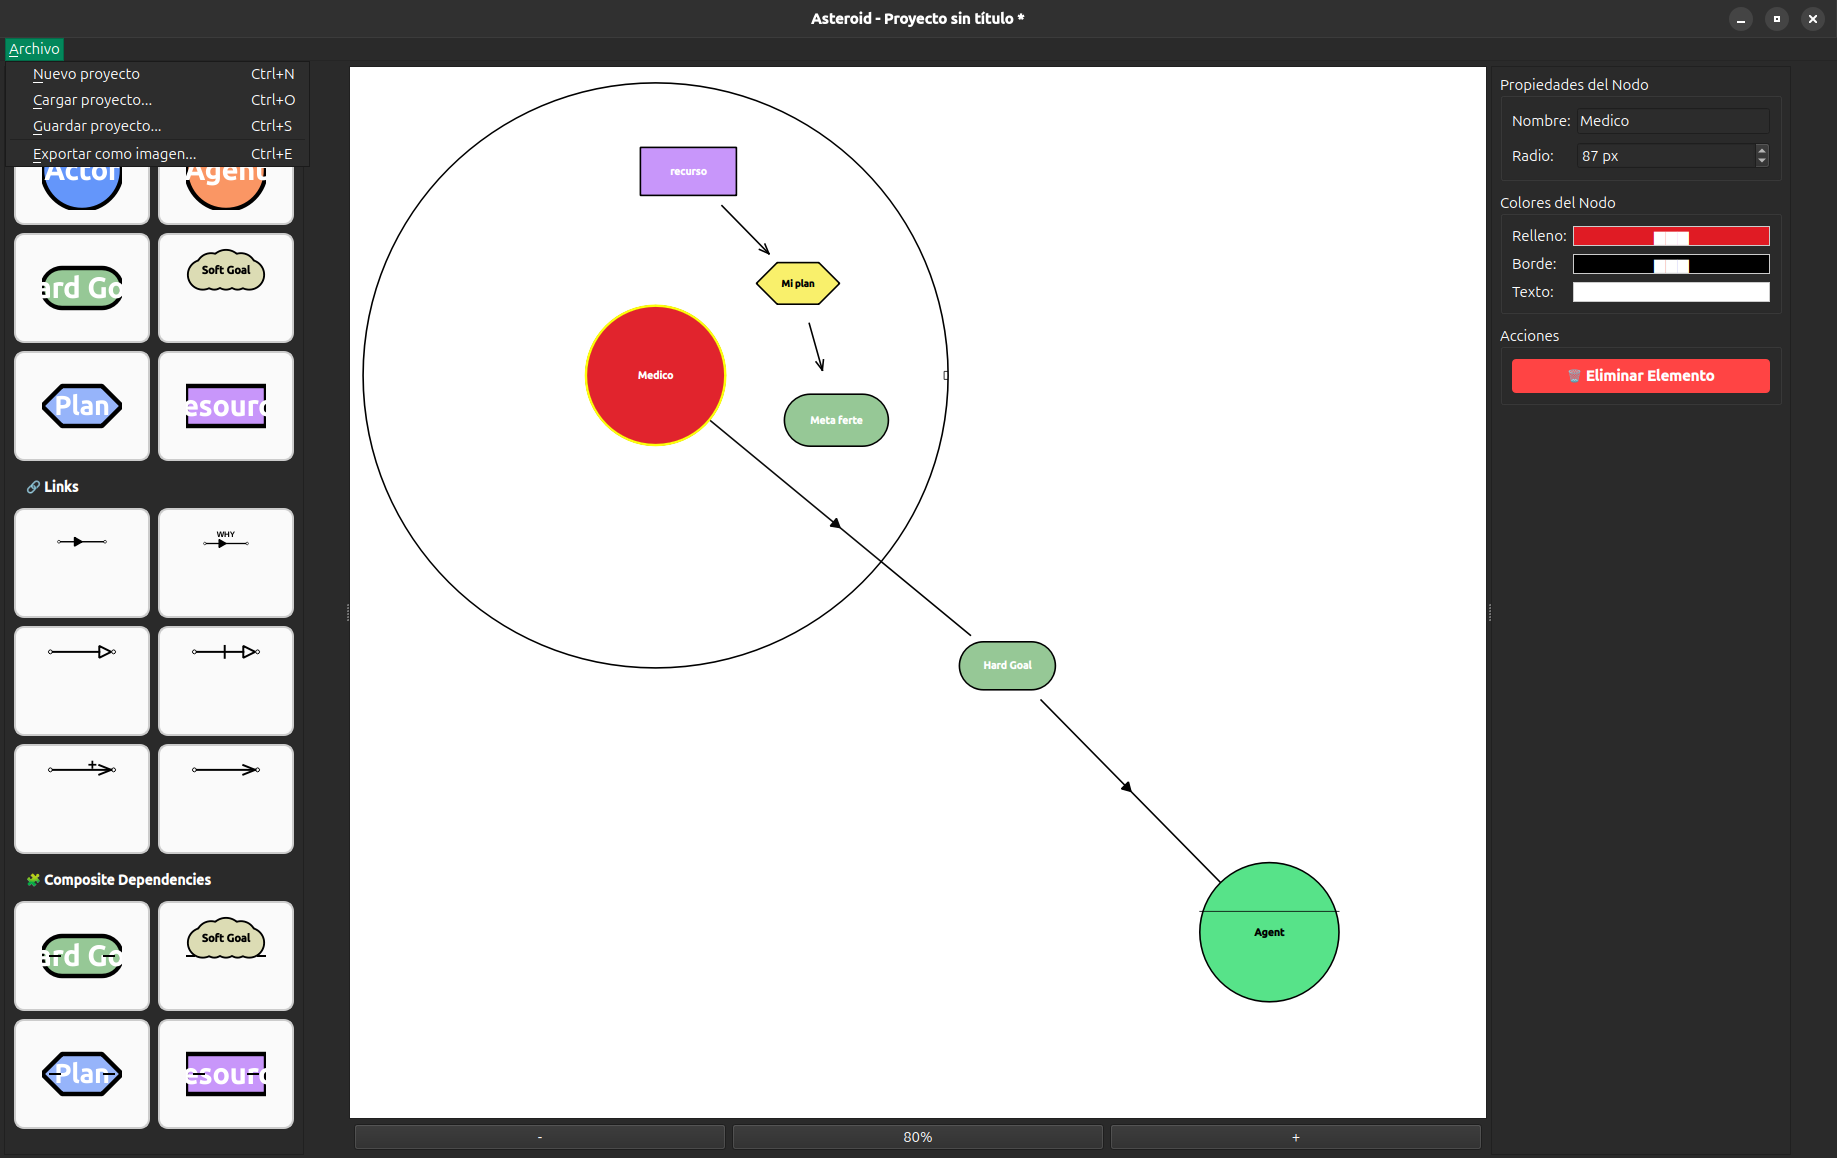 Asteroid - Proyecto sin título *
Archivo
Nuevo proyecto Ctrl+N
Cargar proyecto... Ctrl+O
Guardar proyecto... Ctrl+S
Exportar como imagen... Ctrl+E
Actor
Agent
ard Go
Soft Goal
Plan
esourc
Links
WHY
Composite Dependencies
ard Go
Soft Goal
Plan
esourc
recurso
Mi plan
Medico
Meta ferte
Hard Goal
Agent
-
80%
+
Propiedades del Nodo
Nombre: Medico
Radio: 87 px
Colores del Nodo
Relleno:
Borde:
Texto:
Acciones
Eliminar Elemento